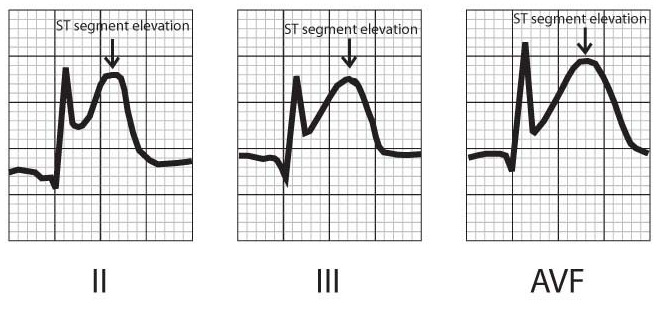 ST segment elevation
ST segment elevation
ST segment elevation
II
III
AVF